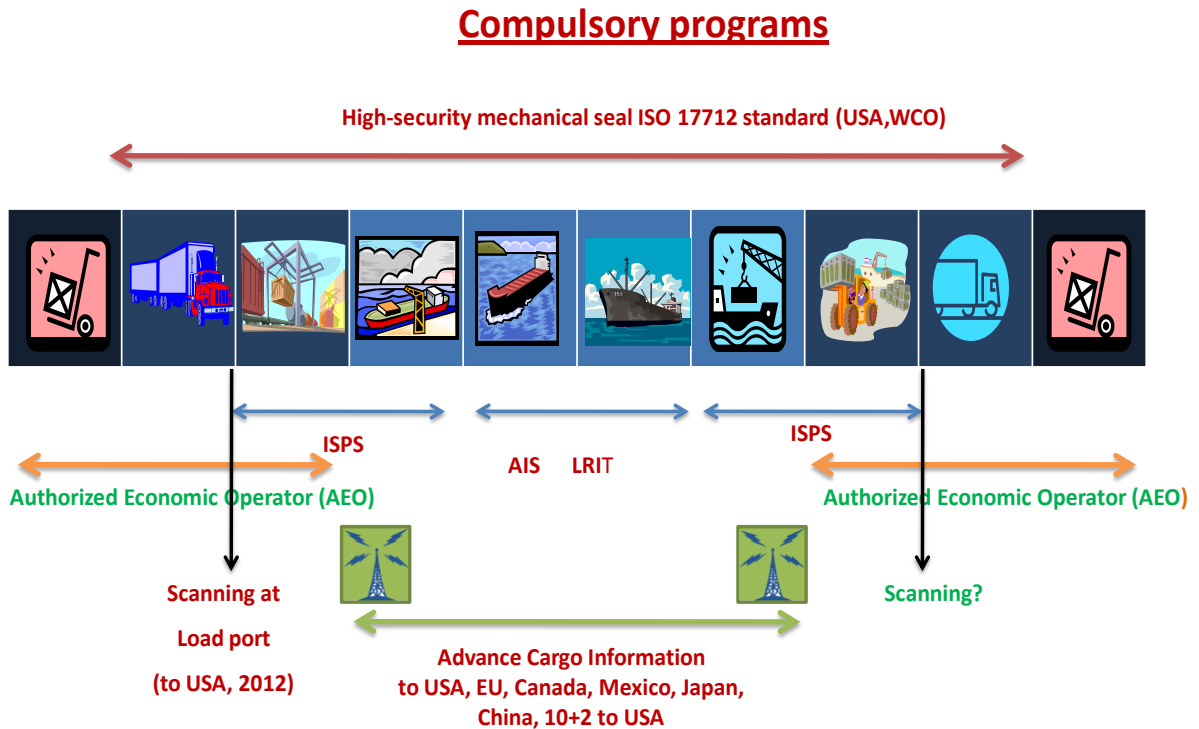 Compulsory programs
High-security mechanical seal ISO 17712 standard (USA,WCO)
ISPS
AIS LRIT
ISPS
Authorized Economic Operator (AEO)
Authorized Economic Operator (AEO)
Scanning at
Load port
(to USA, 2012)
Scanning?
Advance Cargo Information
to USA, EU, Canada, Mexico, Japan,
China, 10+2 to USA